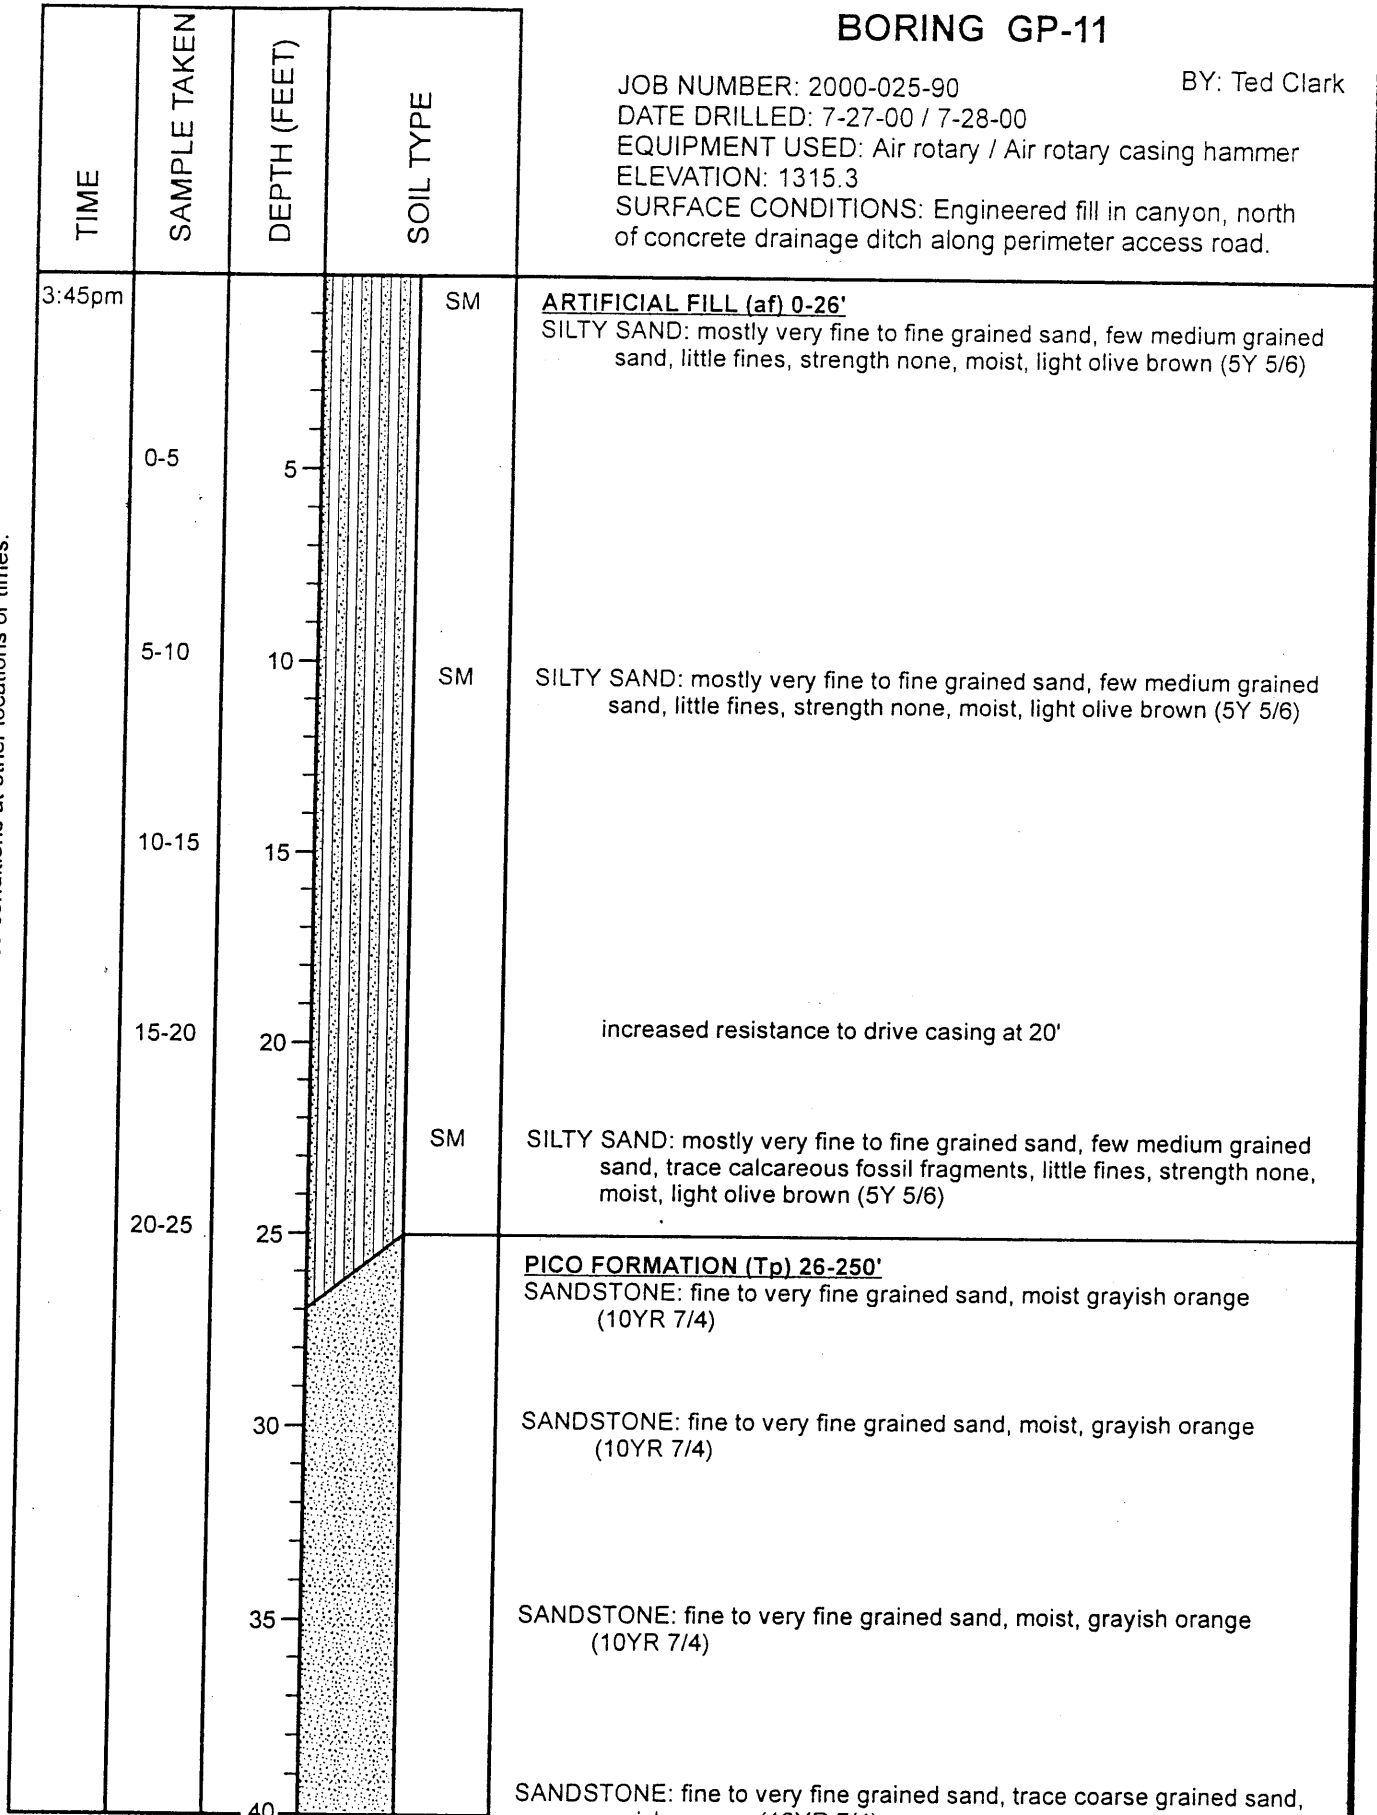 BORING GP-11
JOB NUMBER: 2000-025-90
BY: Ted Clark
DATE DRILLED: 7-27-00 / 7-28-00
EQUIPMENT USED: Air rotary / Air rotary casing hammer
ELEVATION: 1315.3
SURFACE CONDITIONS: Engineered fill in canyon, north
of concrete drainage ditch along perimeter access road.
TIME
SAMPLE TAKEN
DEPTH (FEET)
SOIL TYPE
3:45pm
SM
ARTIFICIAL FILL (af) 0-26'
SILTY SAND: mostly very fine to fine grained sand, few medium grained
sand, little fines, strength none, moist, light olive brown (5Y 5/6)
0-5
5
5-10
10
SM
SILTY SAND: mostly very fine to fine grained sand, few medium grained
sand, little fines, strength none, moist, light olive brown (5Y 5/6)
10-15
15
15-20
20
increased resistance to drive casing at 20'
SM
SILTY SAND: mostly very fine to fine grained sand, few medium grained
sand, trace calcareous fossil fragments, little fines, strength none,
moist, light olive brown (5Y 5/6)
20-25
25
PICO FORMATION (Tp) 26-250'
SANDSTONE: fine to very fine grained sand, moist grayish orange
(10YR 7/4)
30
SANDSTONE: fine to very fine grained sand, moist, grayish orange
(10YR 7/4)
35
SANDSTONE: fine to very fine grained sand, moist, grayish orange
(10YR 7/4)
40
SANDSTONE: fine to very fine grained sand, trace coarse grained sand,
conditions at other locations or times.